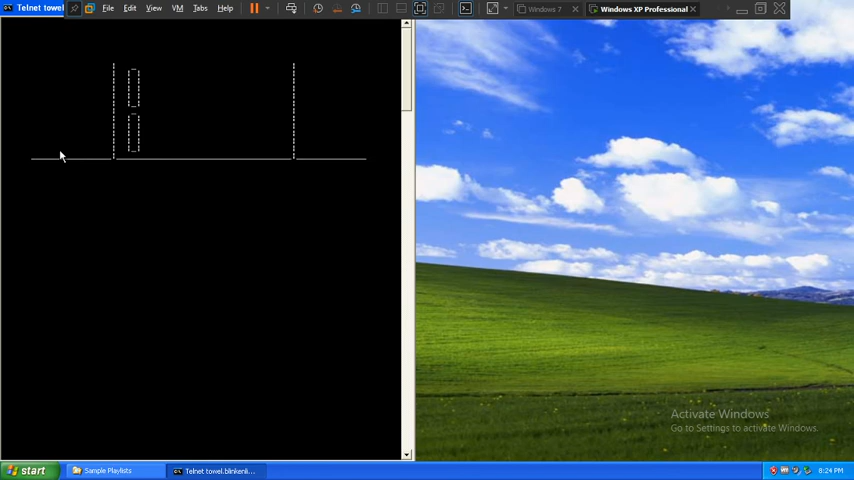 Telnet towel
File Edit View VM Tabs Help
Windows 7
Windows XP Professional
Activate Windows
Go to Settings to activate Windows.
start
Sample Playlists
Telnet towel.blinkenli...
8:24 PM